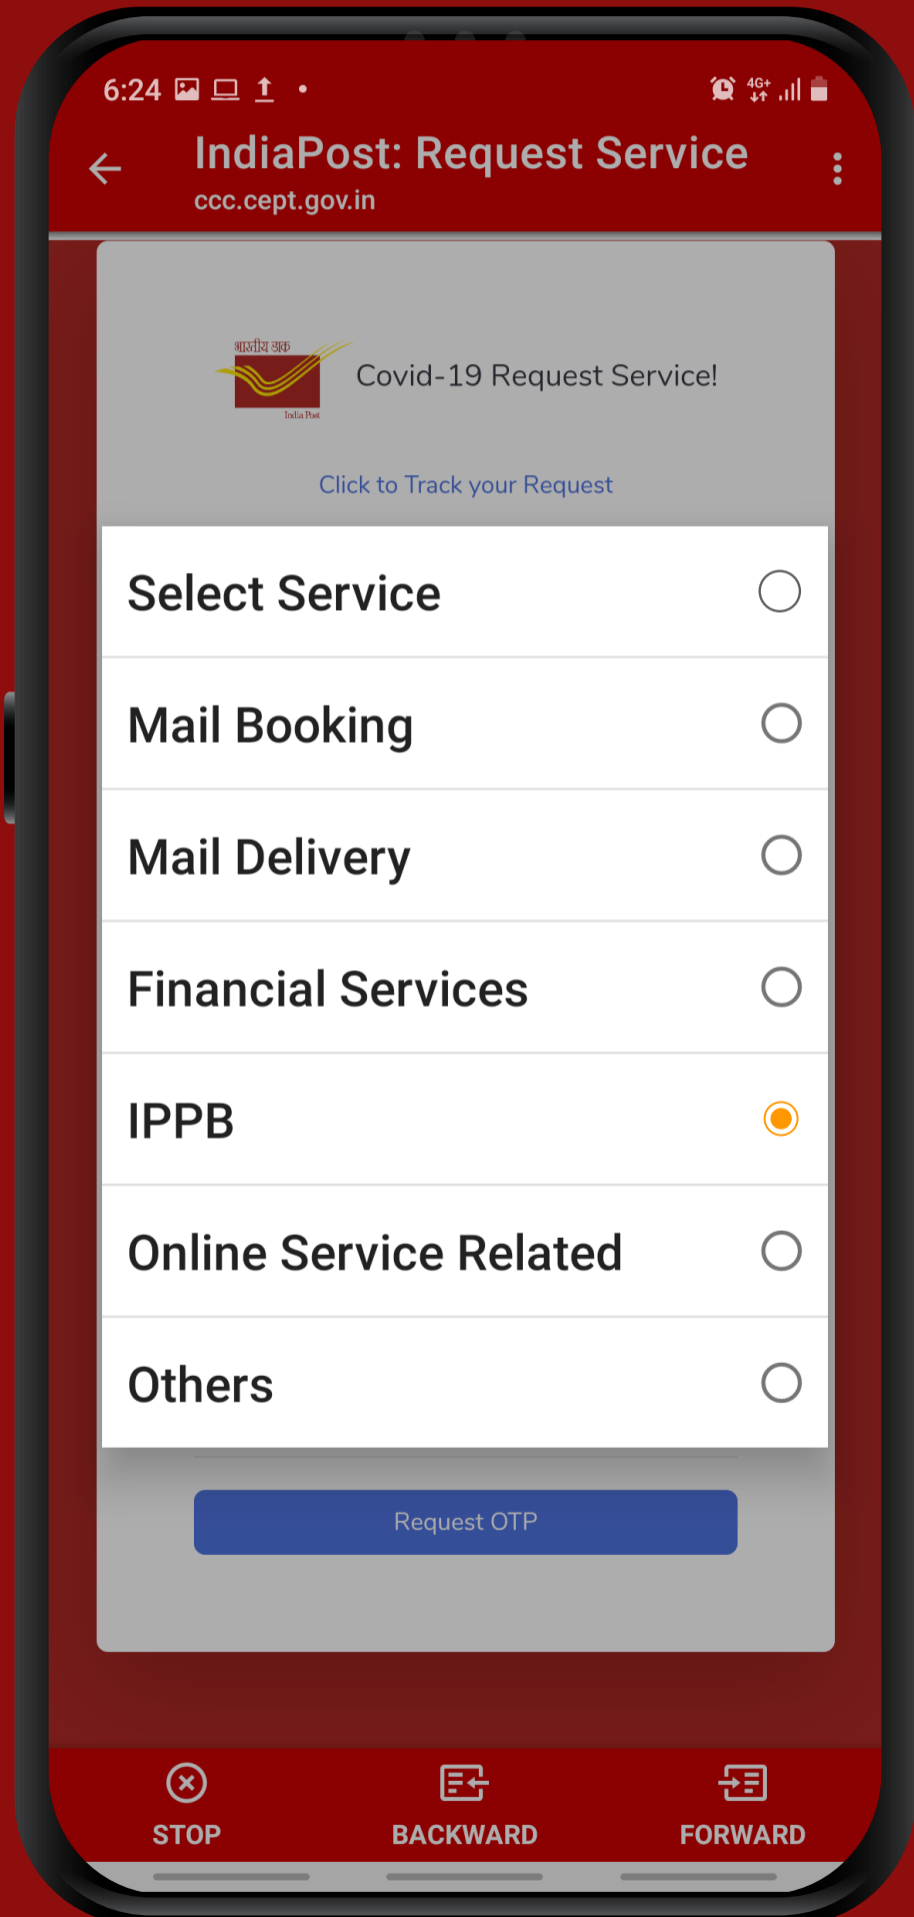 6:24
4G+
IndiaPost: Request Service
ccc.cept.gov.in
भारतीय डाक
India Post
Covid-19 Request Service!
Click to Track your Request
Select Service
Mail Booking
Mail Delivery
Financial Services
IPPB
Online Service Related
Others
Request OTP
STOP
BACKWARD
FORWARD